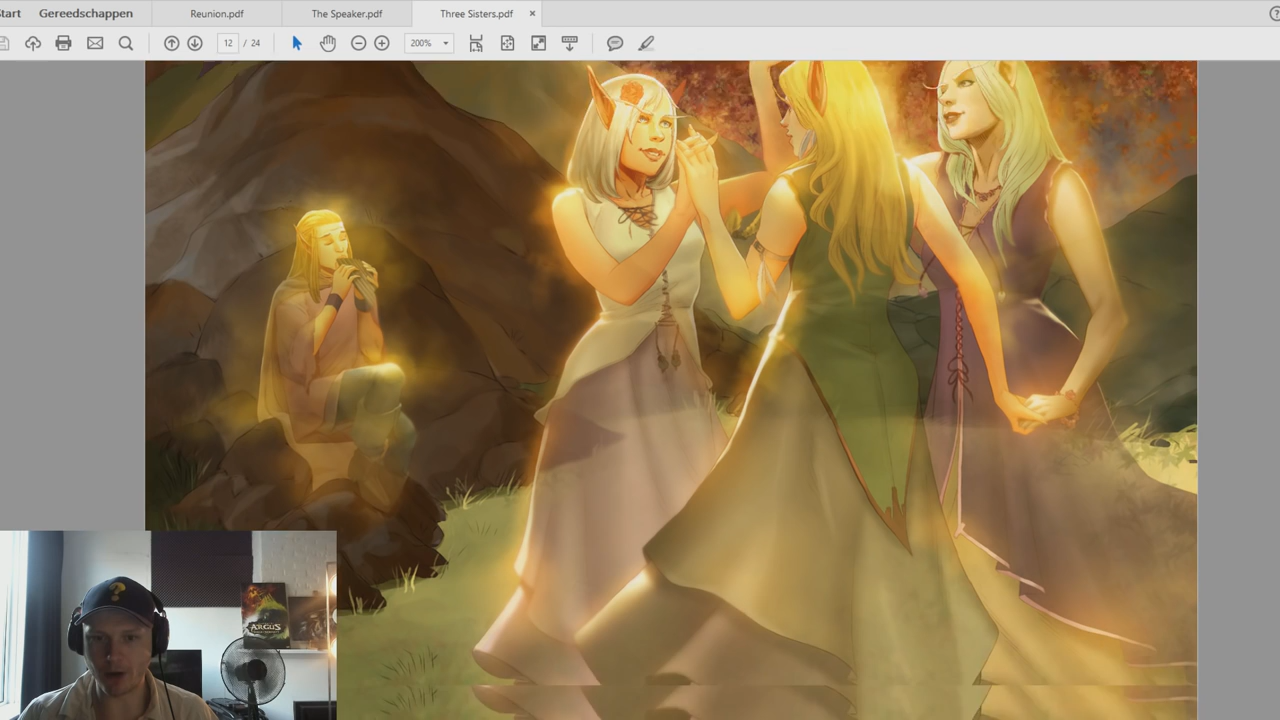 Start Gereedschappen Reunion.pdf The Speaker.pdf Three Sisters.pdf ×
12 / 24 200%
?
ARGUS